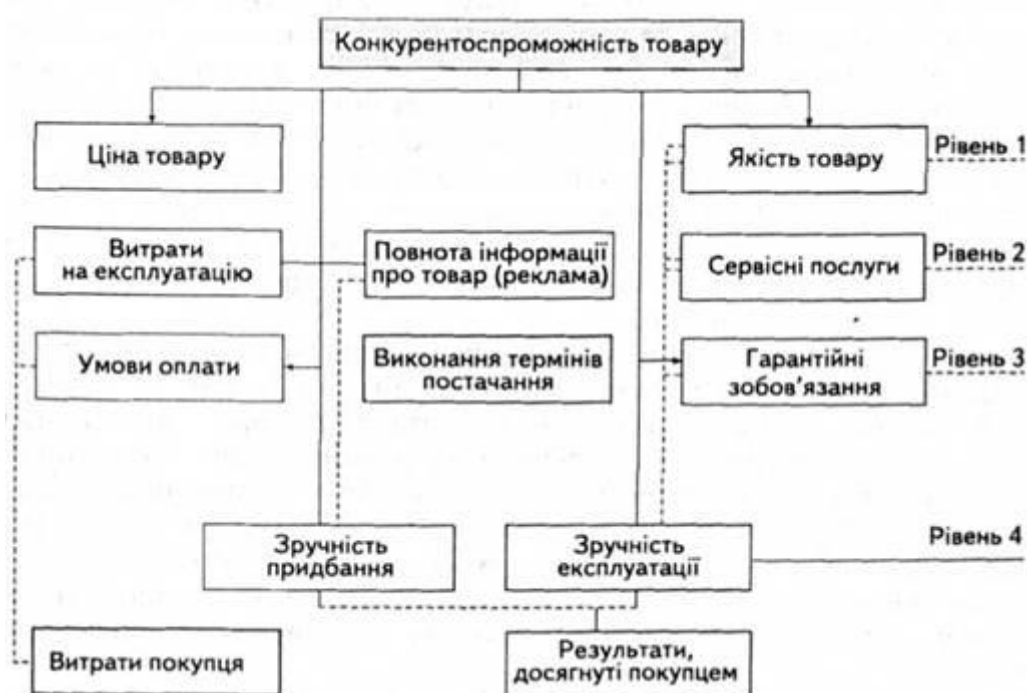 Конкурентоспроможність товару
Ціна товару
Якість товару
Рівень 1
Витрати
на експлуатацію
Повнота інформації
про товар (реклама)
Сервісні послуги
Рівень 2
Умови оплати
Виконання термінів
постачання
Гарантійні
зобов'язання
Рівень 3
Зручність
придбання
Зручність
експлуатації
Рівень 4
Витрати покупця
Результати,
досягнуті покупцем